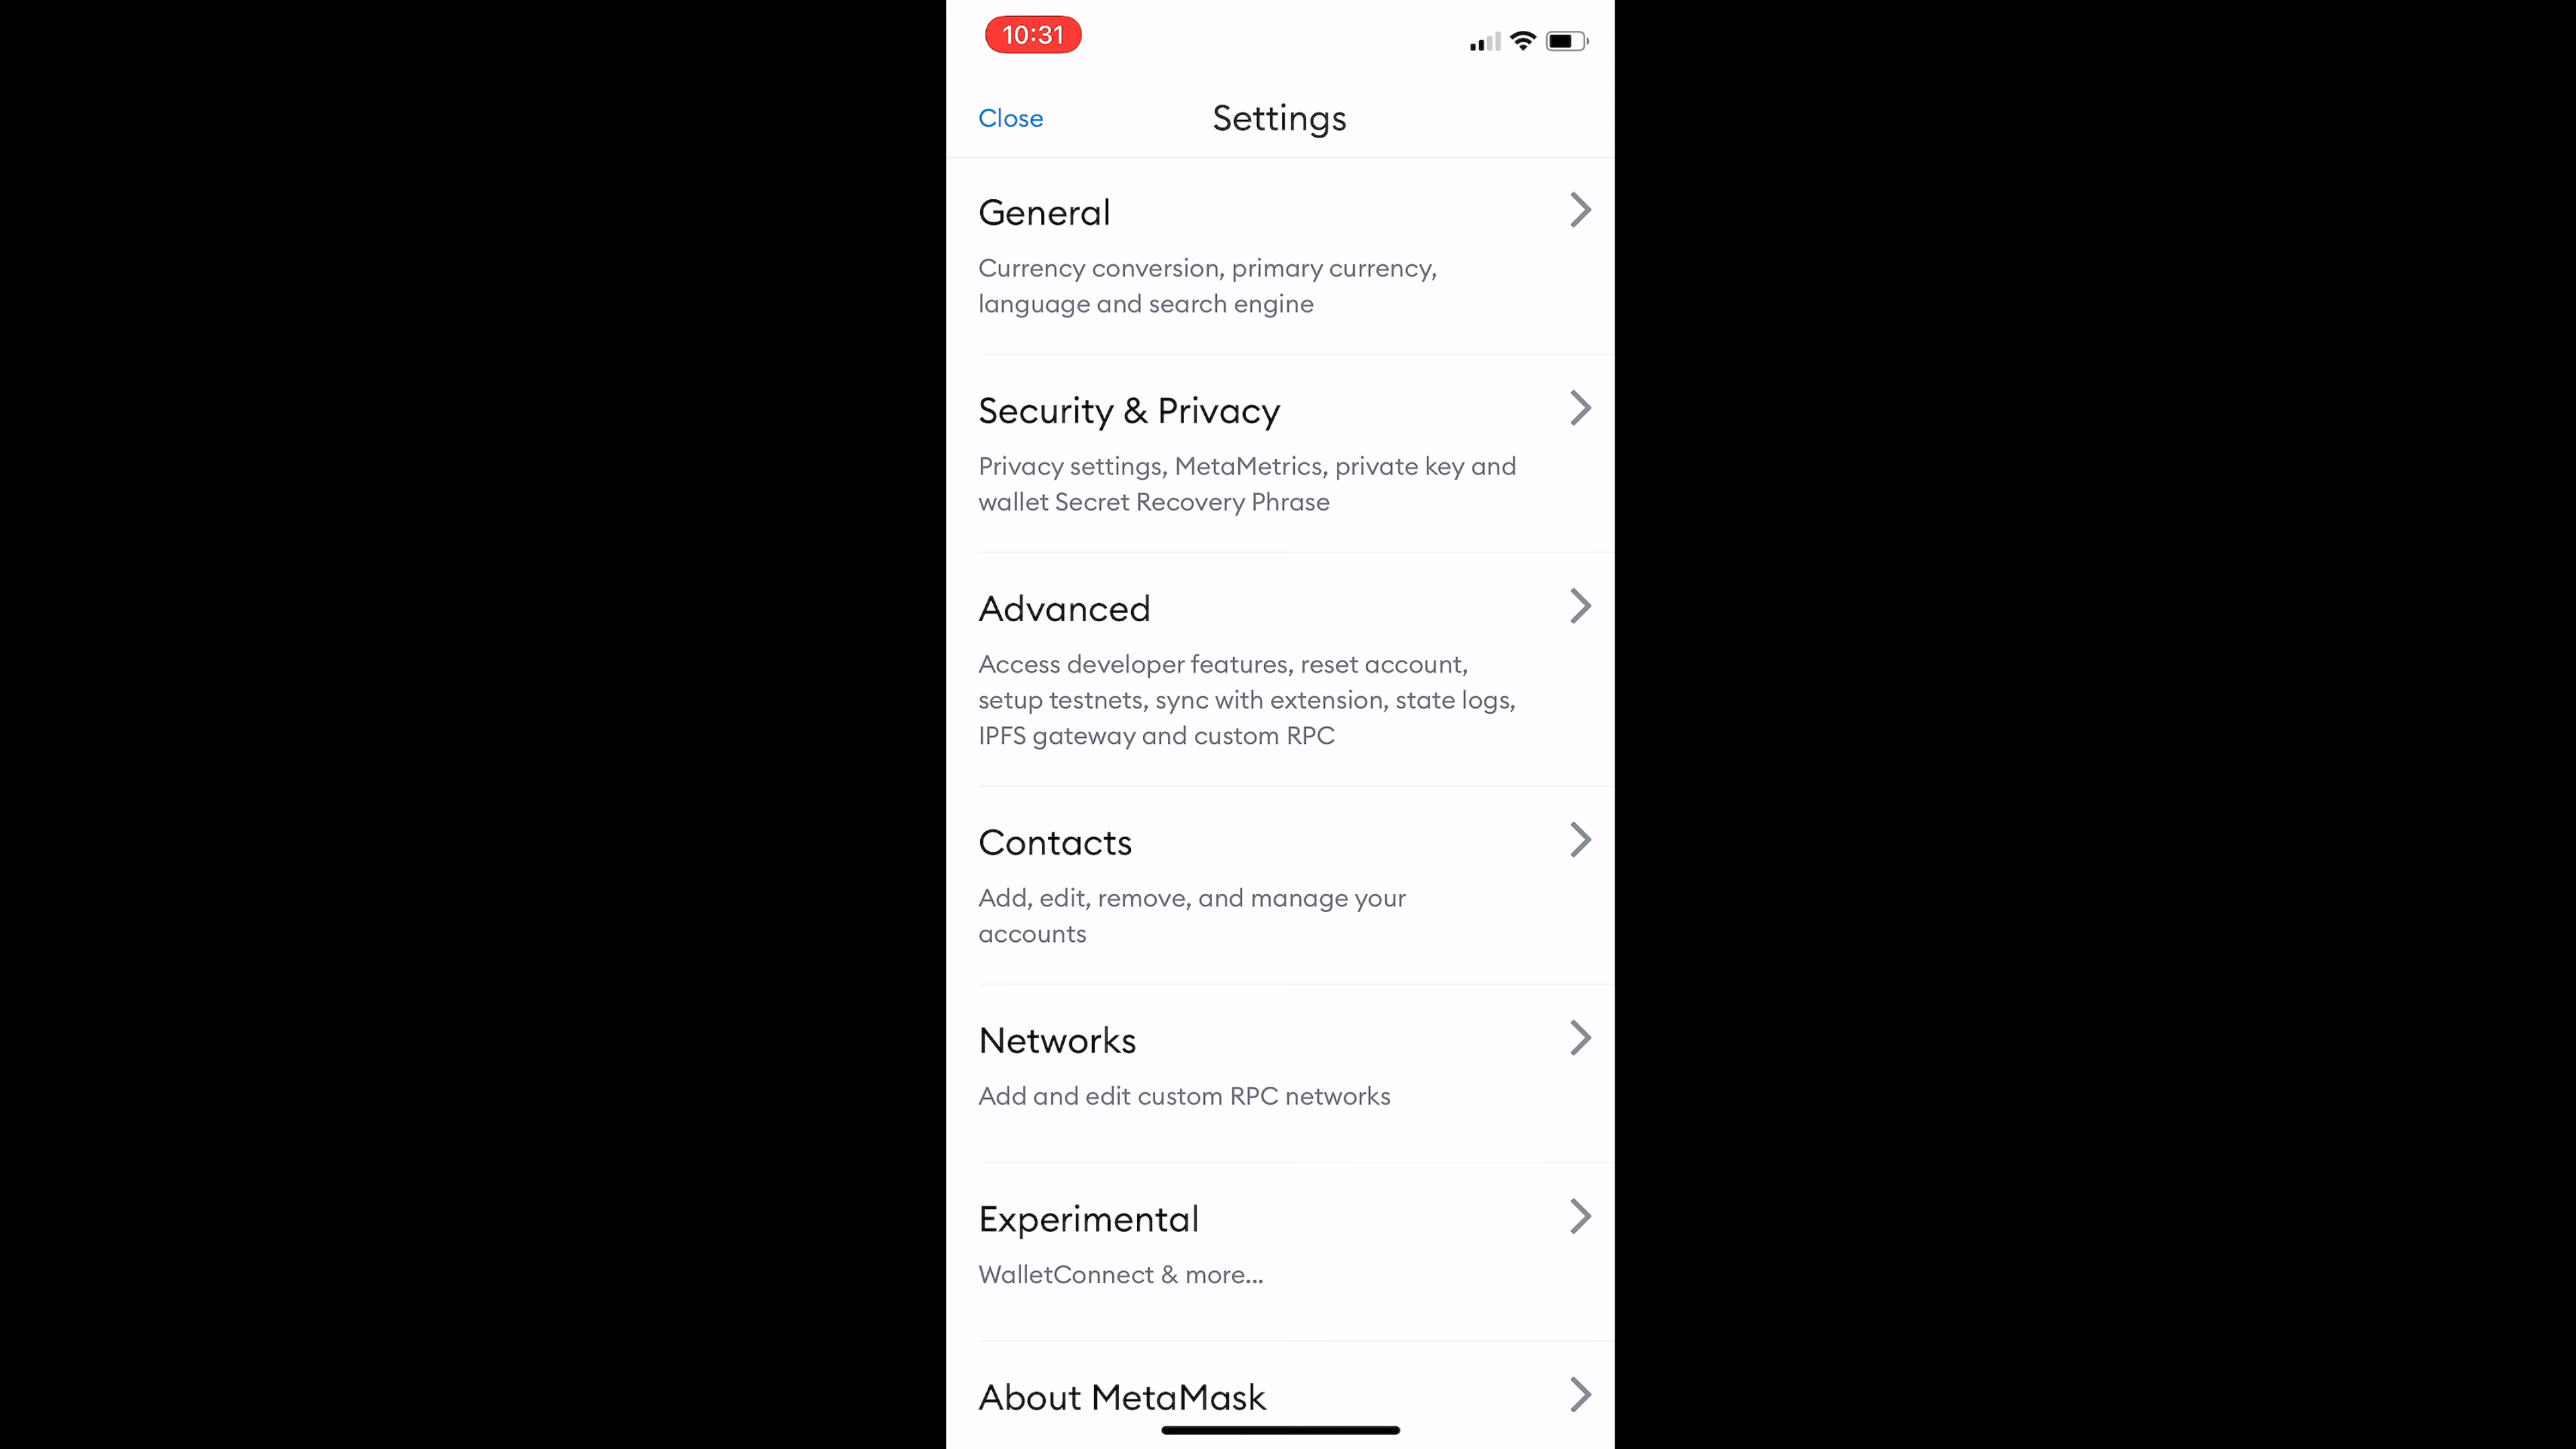 10:31
Close
Settings
General
Currency conversion, primary currency,
language and search engine
Security & Privacy
Privacy settings, MetaMetrics, private key and
wallet Secret Recovery Phrase
Advanced
Access developer features, reset account,
setup testnets, sync with extension, state logs,
IPFS gateway and custom RPC
Contacts
Add, edit, remove, and manage your
accounts
Networks
Add and edit custom RPC networks
Experimental
WalletConnect & more...
About MetaMask